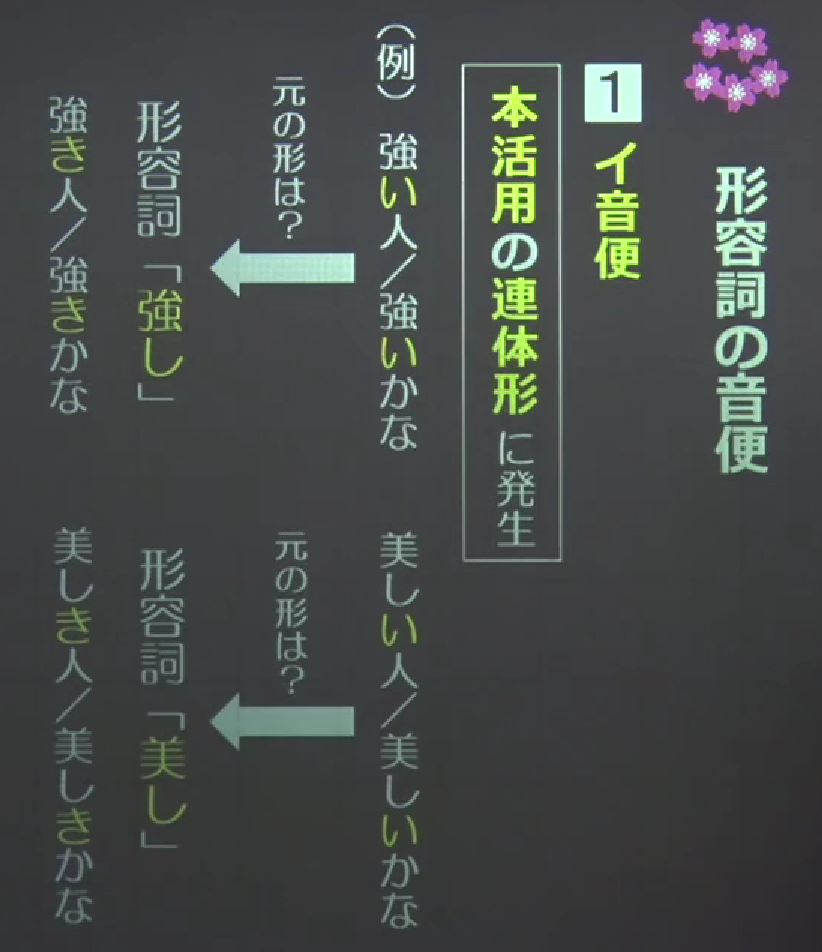 形容詞の音便
1 イ音便
本活用の連体形に発生
(例) 強い人/強いかな
美しい人/美しいかな
元の形は?
元の形は?
形容詞「強し」
形容詞「美し」
強き人/強きかな
美しき人/美しきかな